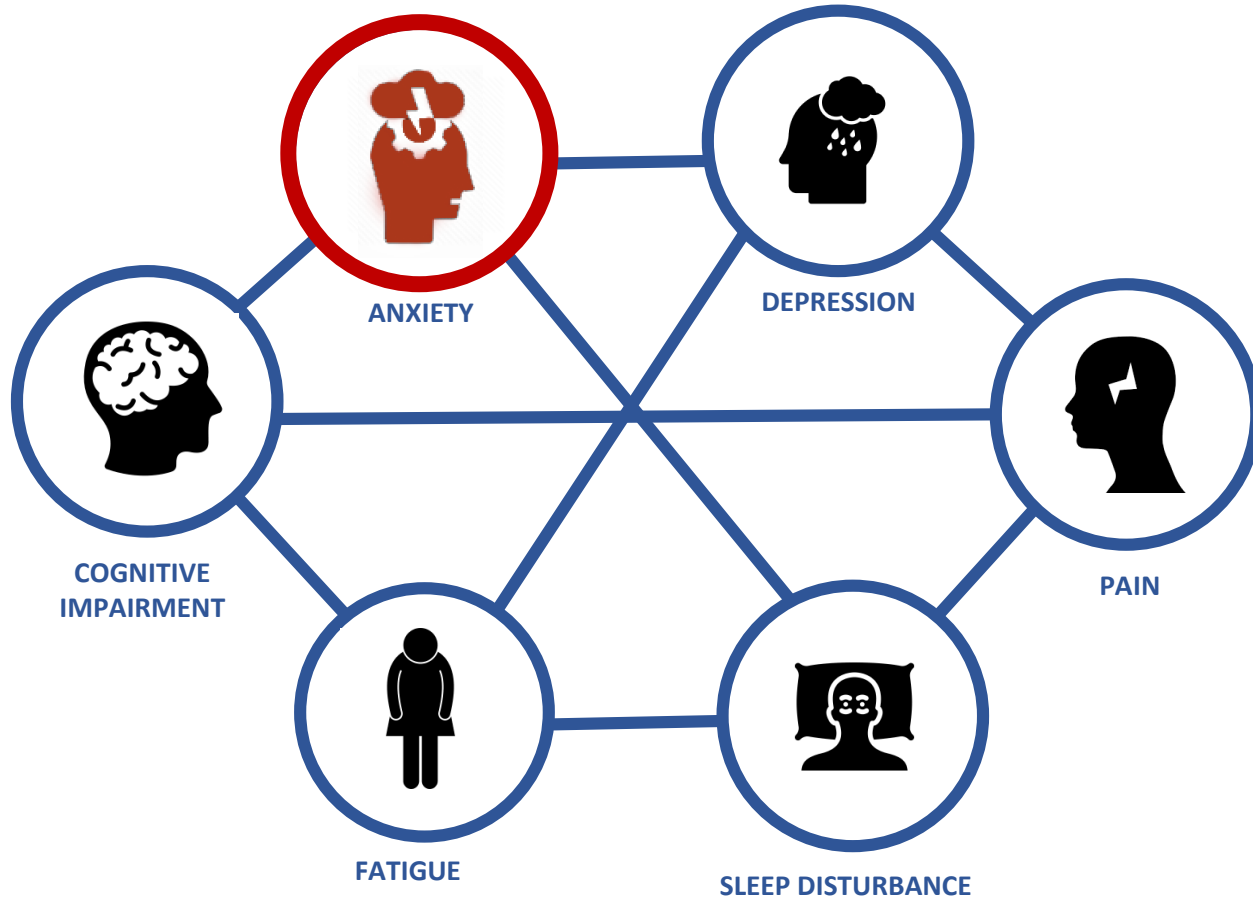 ANXIETY
DEPRESSION
COGNITIVE
IMPAIRMENT
PAIN
FATIGUE
SLEEP DISTURBANCE